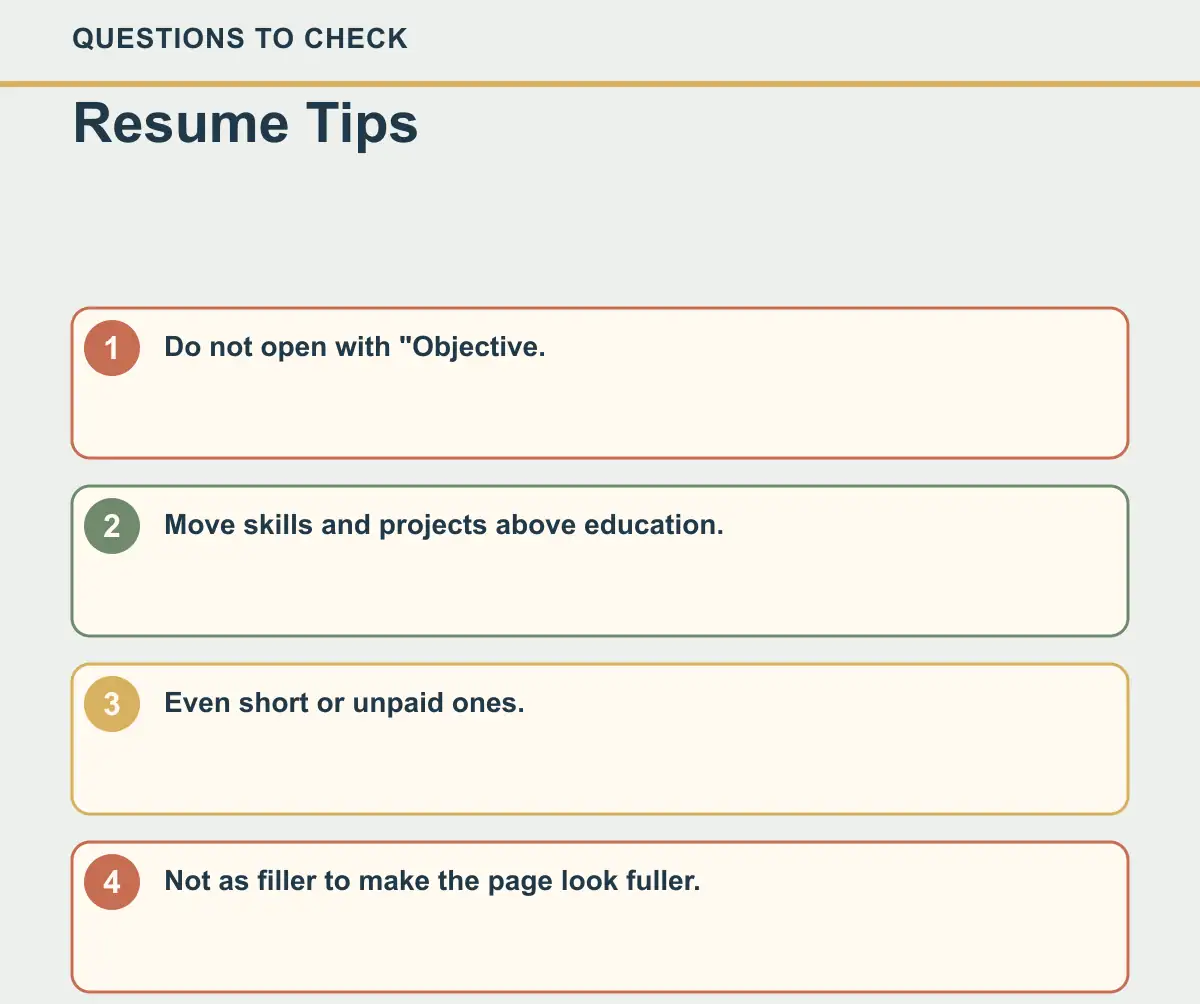 QUESTIONS TO CHECK
Resume Tips
1
Do not open with "Objective.
2
Move skills and projects above education.
3
Even short or unpaid ones.
4
Not as filler to make the page look fuller.